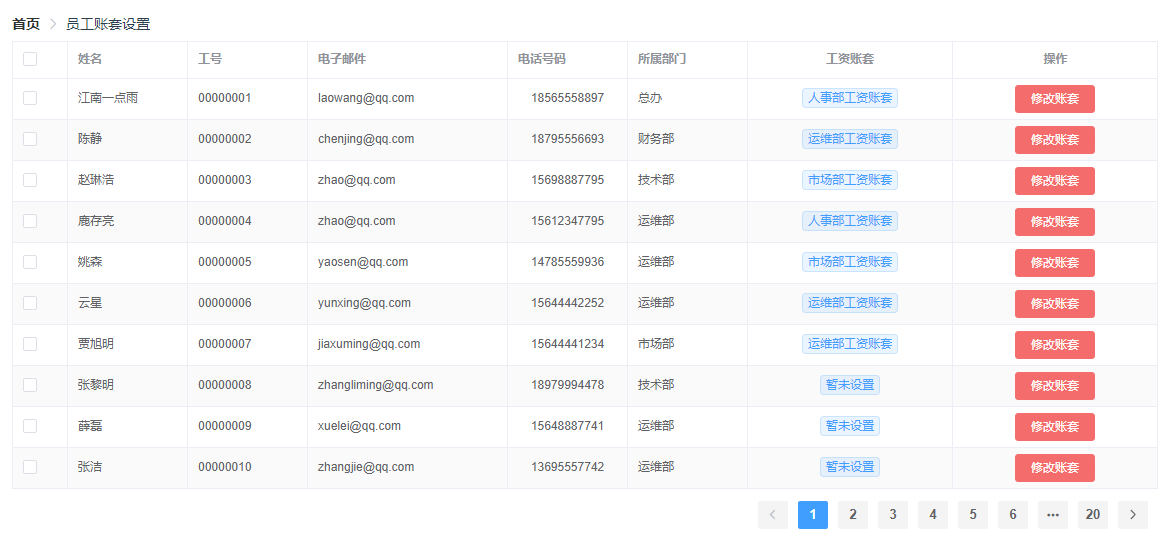 首页 > 员工账套设置
姓名 工号 电子邮件 电话号码 所属部门 工资账套 操作
江南一点雨 00000001 laowang@qq.com 18565558897 总办 人事部工资账套 修改账套
陈静 00000002 chenjing@qq.com 18795556693 财务部 运维部工资账套 修改账套
赵琳浩 00000003 zhao@qq.com 15698887795 技术部 市场部工资账套 修改账套
鹿存亮 00000004 zhao@qq.com 15612347795 运维部 人事部工资账套 修改账套
姚森 00000005 yaosen@qq.com 14785559936 运维部 市场部工资账套 修改账套
云星 00000006 yunxing@qq.com 15644442252 运维部 运维部工资账套 修改账套
贾旭明 00000007 jiaxuming@qq.com 15644441234 市场部 运维部工资账套 修改账套
张黎明 00000008 zhangliming@qq.com 18979994478 技术部 暂未设置 修改账套
薛磊 00000009 xuelei@qq.com 15648887741 运维部 暂未设置 修改账套
张洁 00000010 zhangjie@qq.com 13695557742 运维部 暂未设置 修改账套
< 1 2 3 4 5 6 ··· 20 >